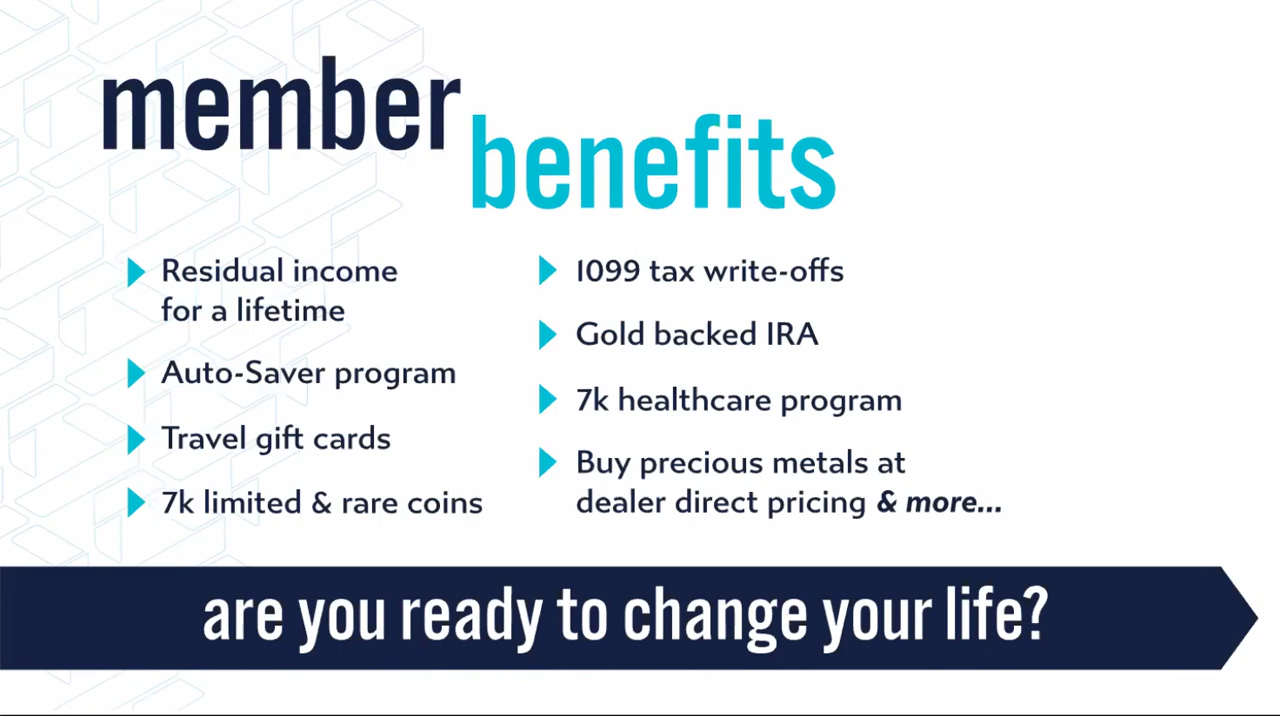 member
benefits
Residual income
for a lifetime
Auto-Saver program
Travel gift cards
7k limited & rare coins
1099 tax write-offs
Gold backed IRA
7k healthcare program
Buy precious metals at
dealer direct pricing & more...
are you ready to change your life?